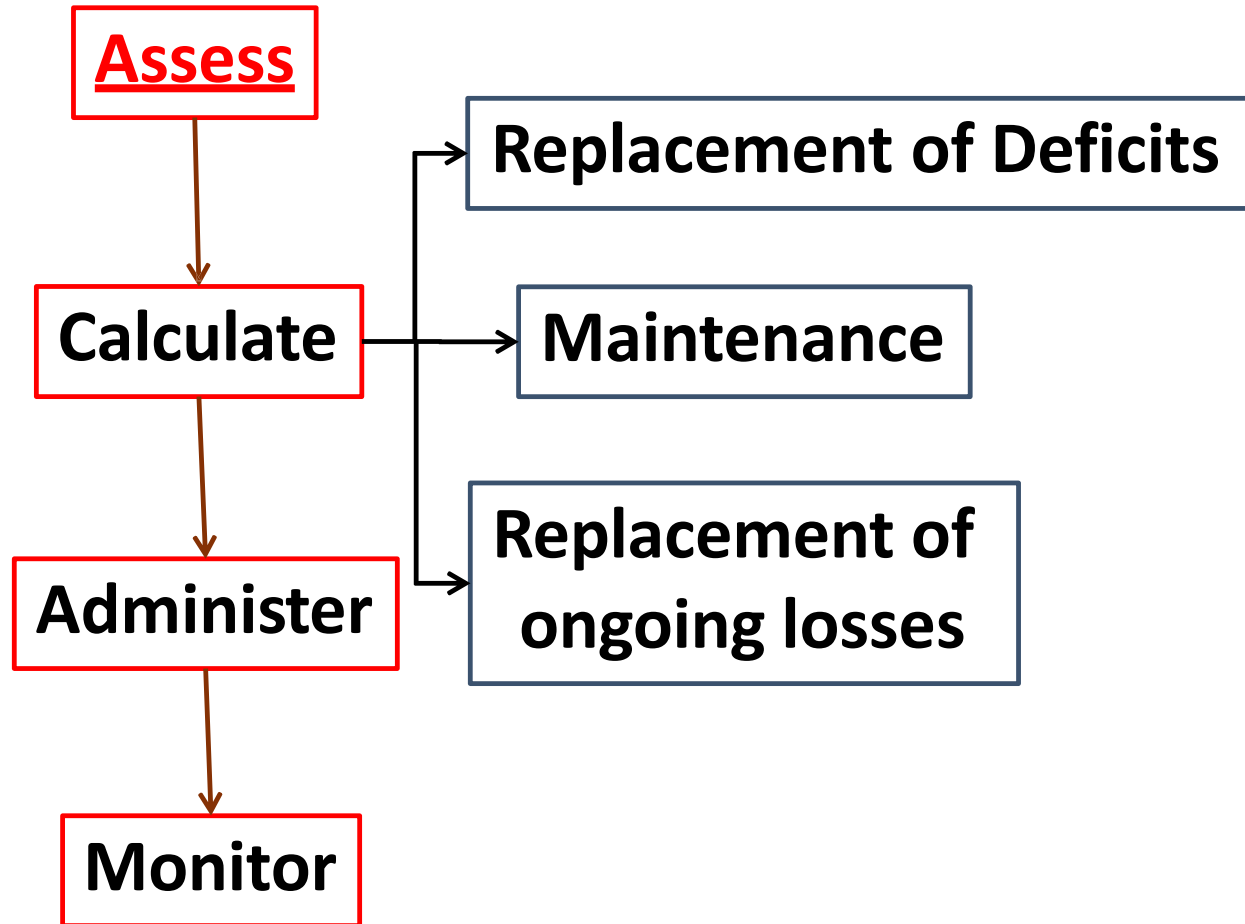 Assess
Replacement of Deficits
Calculate
Maintenance
Replacement of
ongoing losses
Administer
Monitor